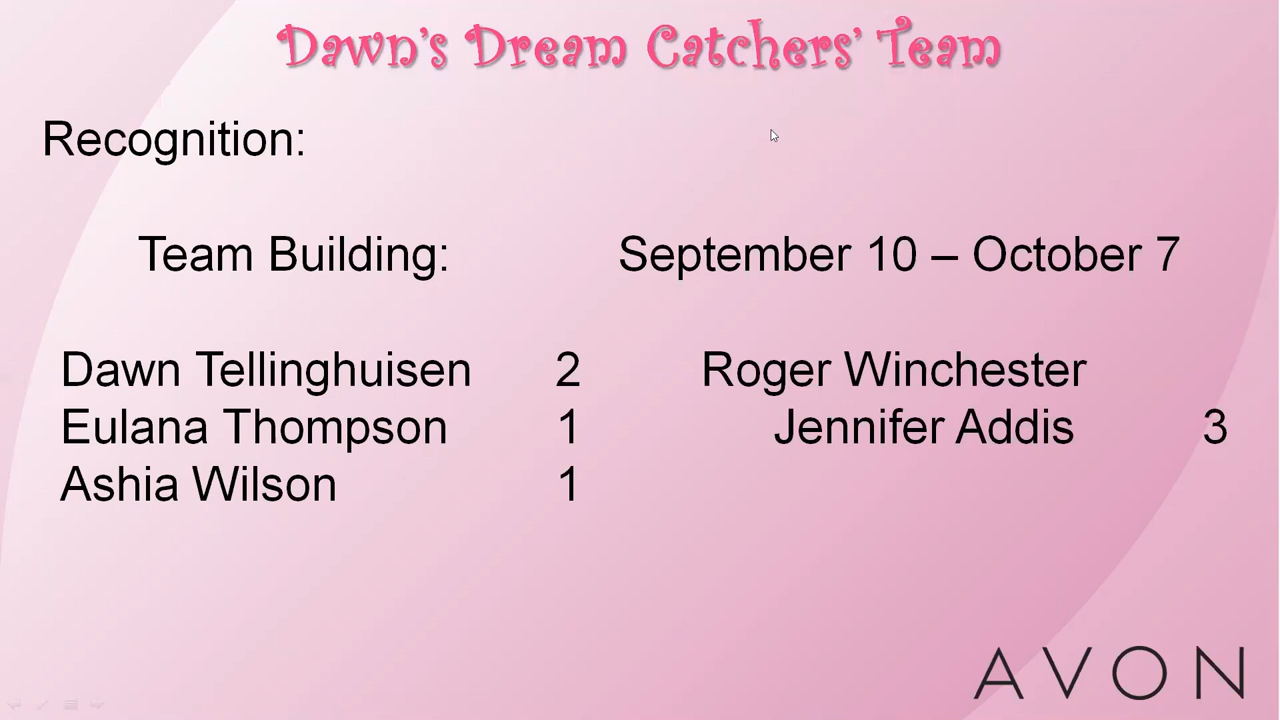 Dawn's Dream Catchers' Team
Recognition:
Team Building: September 10 – October 7
Dawn Tellinghuisen 2 Roger Winchester
Eulana Thompson 1 Jennifer Addis 3
Ashia Wilson 1
AVON